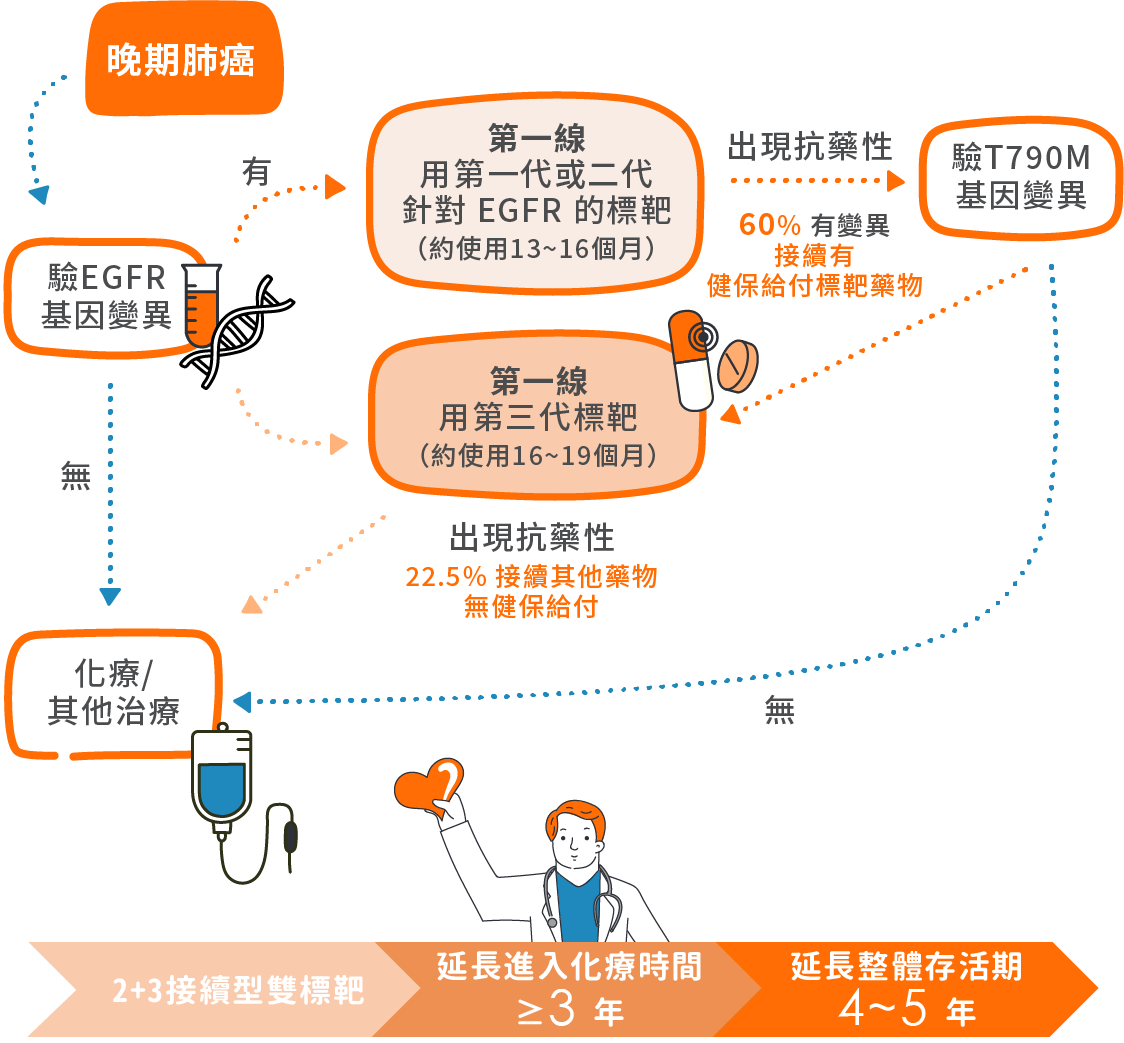 晚期肺癌
驗EGFR
基因變異
有
第一線
用第一代或二代
針對 EGFR 的標靶
（約使用13~16個月）
出現抗藥性
60% 有變異
接續有
健保給付標靶藥物
驗T790M
基因變異
第一線
用第三代標靶
（約使用16~19個月）
無
出現抗藥性
22.5% 接續其他藥物
無健保給付
化療/
其他治療
無
?
2+3接續型雙標靶
延長進入化療時間
≥3 年
延長整體存活期
4~5 年